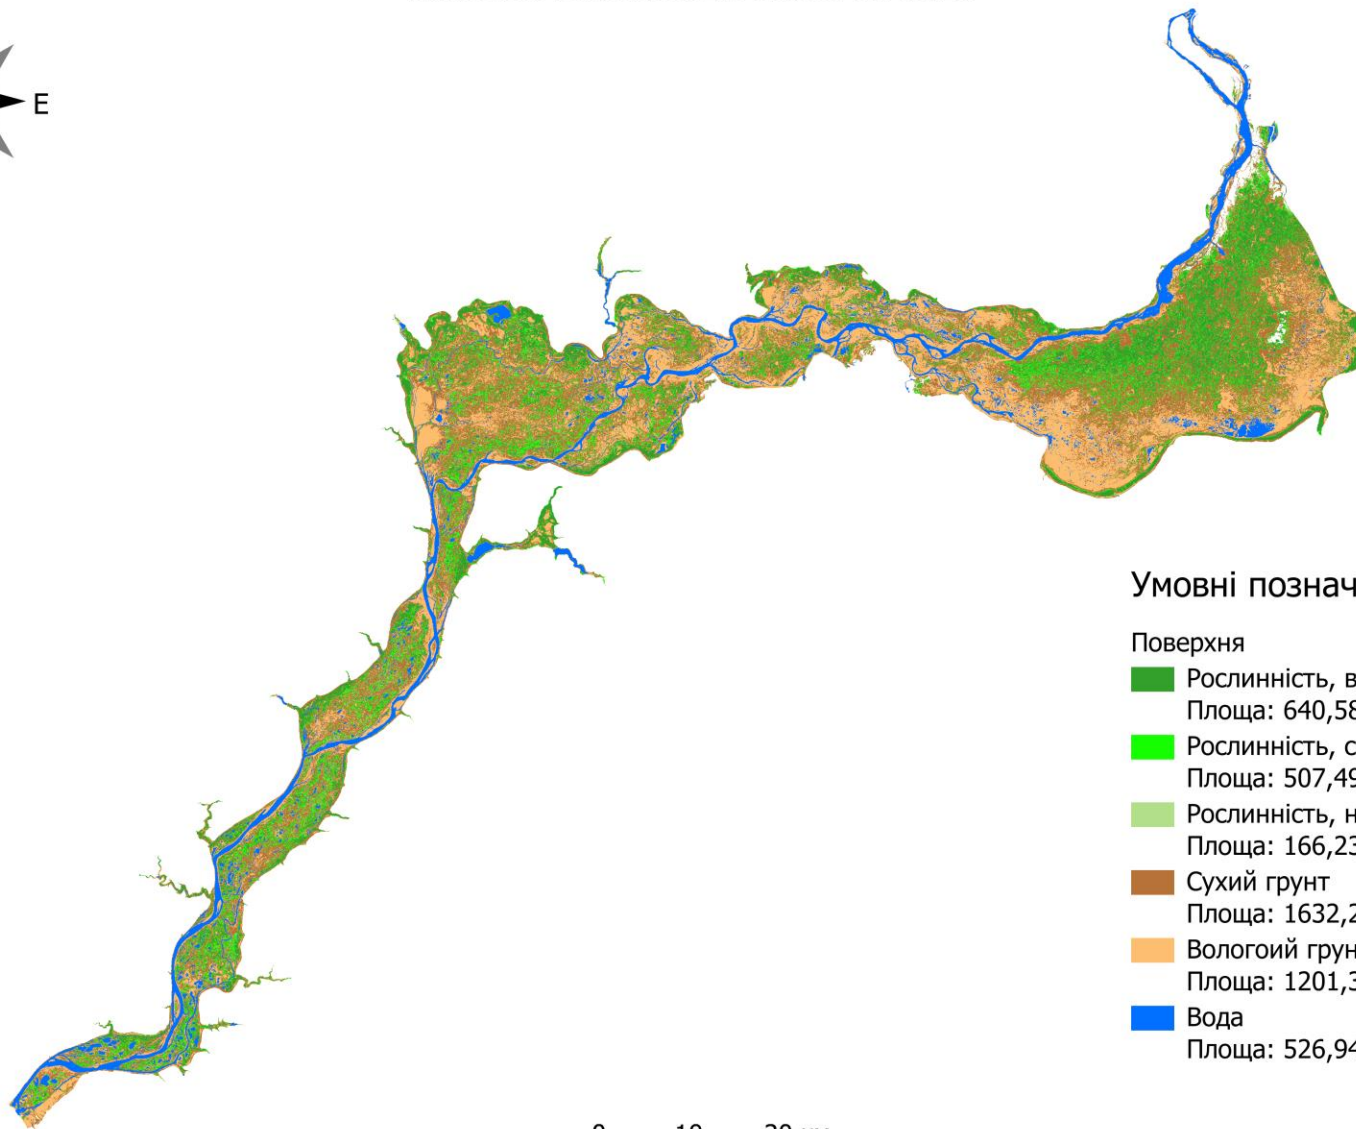 E
Умовні познач
Поверхня
Рослинність, в
Площа: 640,58
Рослинність, с
Площа: 507,49
Рослинність, н
Площа: 166,23
Сухий грунт
Площа: 1632,2
Вологоий грун
Площа: 1201,3
Вода
Площа: 526,94
0 10 20